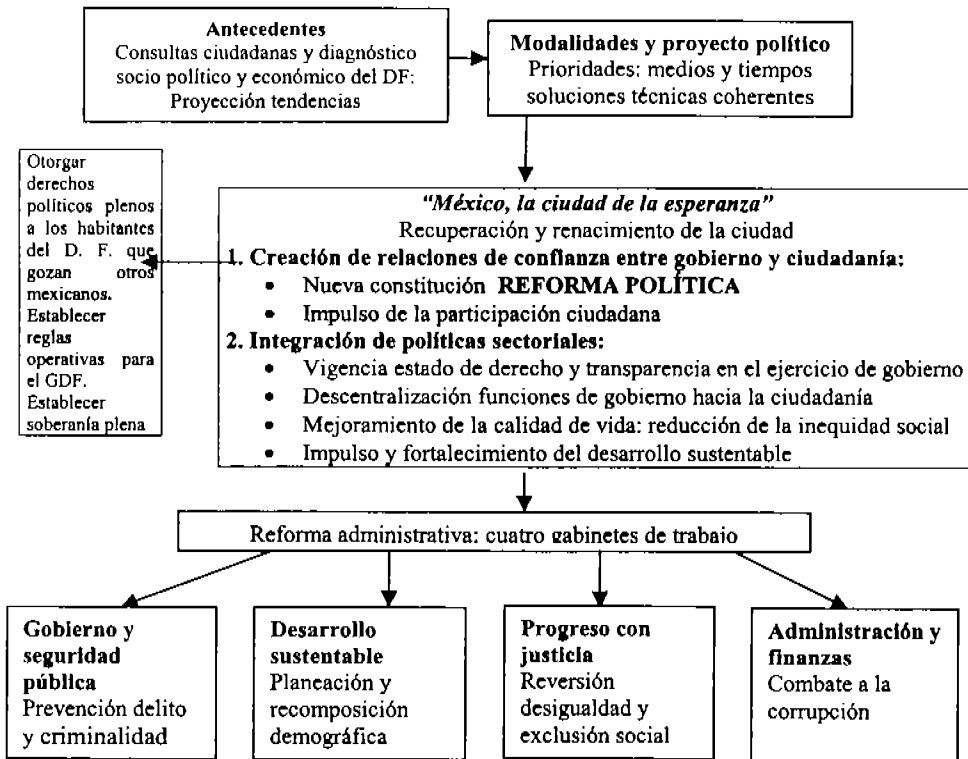 Antecedentes
Consultas ciudadanas y diagnóstico
socio político y económico del DF:
Proyección tendencias
Modalidades y proyecto político
Prioridades: medios y tiempos
soluciones técnicas coherentes
Otorgar
derechos
políticos plenos
a los habitantes
del D. F. que
gozan otros
mexicanos.
Establecer
reglas
operativas para
el GDF.
Establecer
soberanía plena
"México, la ciudad de la esperanza"
Recuperación y renacimiento de la ciudad
1. Creación de relaciones de confianza entre gobierno y ciudadanía:
• Nueva constitución REFORMA POLÍTICA
• Impulso de la participación ciudadana
2. Integración de políticas sectoriales:
• Vigencia estado de derecho y transparencia en el ejercicio de gobierno
• Descentralización funciones de gobierno hacia la ciudadanía
• Mejoramiento de la calidad de vida: reducción de la inequidad social
• Impulso y fortalecimiento del desarrollo sustentable
Reforma administrativa: cuatro gabinetes de trabajo
Gobierno y
seguridad
pública
Prevención delito
y criminalidad
Desarrollo
sustentable
Planeación y
recomposición
demográfica
Progreso con
justicia
Reversión
desigualdad y
exclusión social
Administración y
finanzas
Combate a la
corrupción